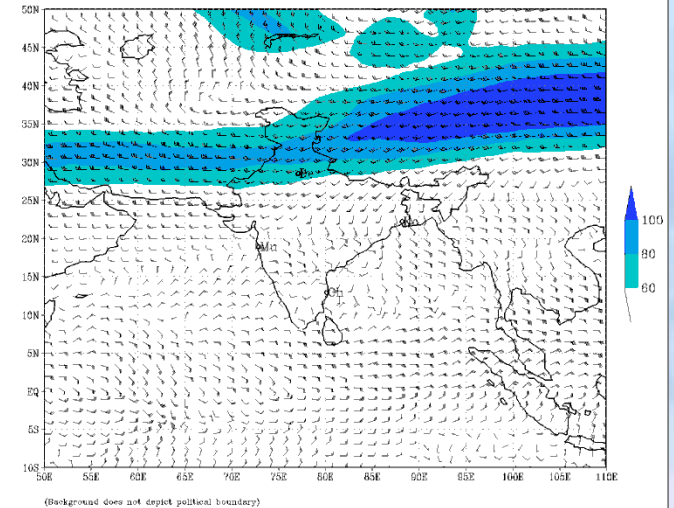 50N
45N
40N
35N
30N
25N
20N
15N
10N
5N
EQ
5S
10S
Mu
100
80
60
50E 55E 60E 65E 70E 75E 80E 85E 90E 95E 100E 105E 110E
(Background does not depict political boundary)